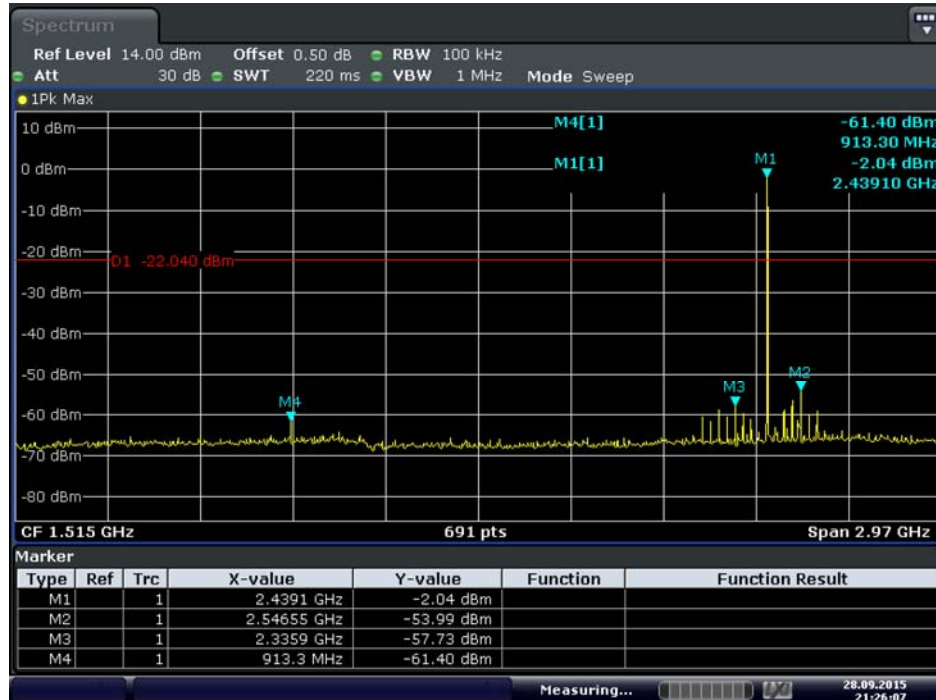 Spectrum
Ref Level 14.00 dBm Offset 0.50 dB RBW 100 kHz
Att 30 dB SWT 220 ms VBW 1 MHz Mode Sweep
1Pk Max
M4[1] -61.40 dBm
913.30 MHz
M1[1] -2.04 dBm
2.43910 GHz
10 dBm
0 dBm
-10 dBm
-20 dBm
D1 -22.040 dBm
-30 dBm
-40 dBm
-50 dBm
-60 dBm
-70 dBm
-80 dBm
M1
M2
M3
M4
CF 1.515 GHz 691 pts Span 2.97 GHz
Marker
Type Ref Trc X-value Y-value Function Function Result
M1 1 2.4391 GHz -2.04 dBm
M2 1 2.54655 GHz -53.99 dBm
M3 1 2.3359 GHz -57.73 dBm
M4 1 913.3 MHz -61.40 dBm
Measuring... 28.09.2015
21:26:07